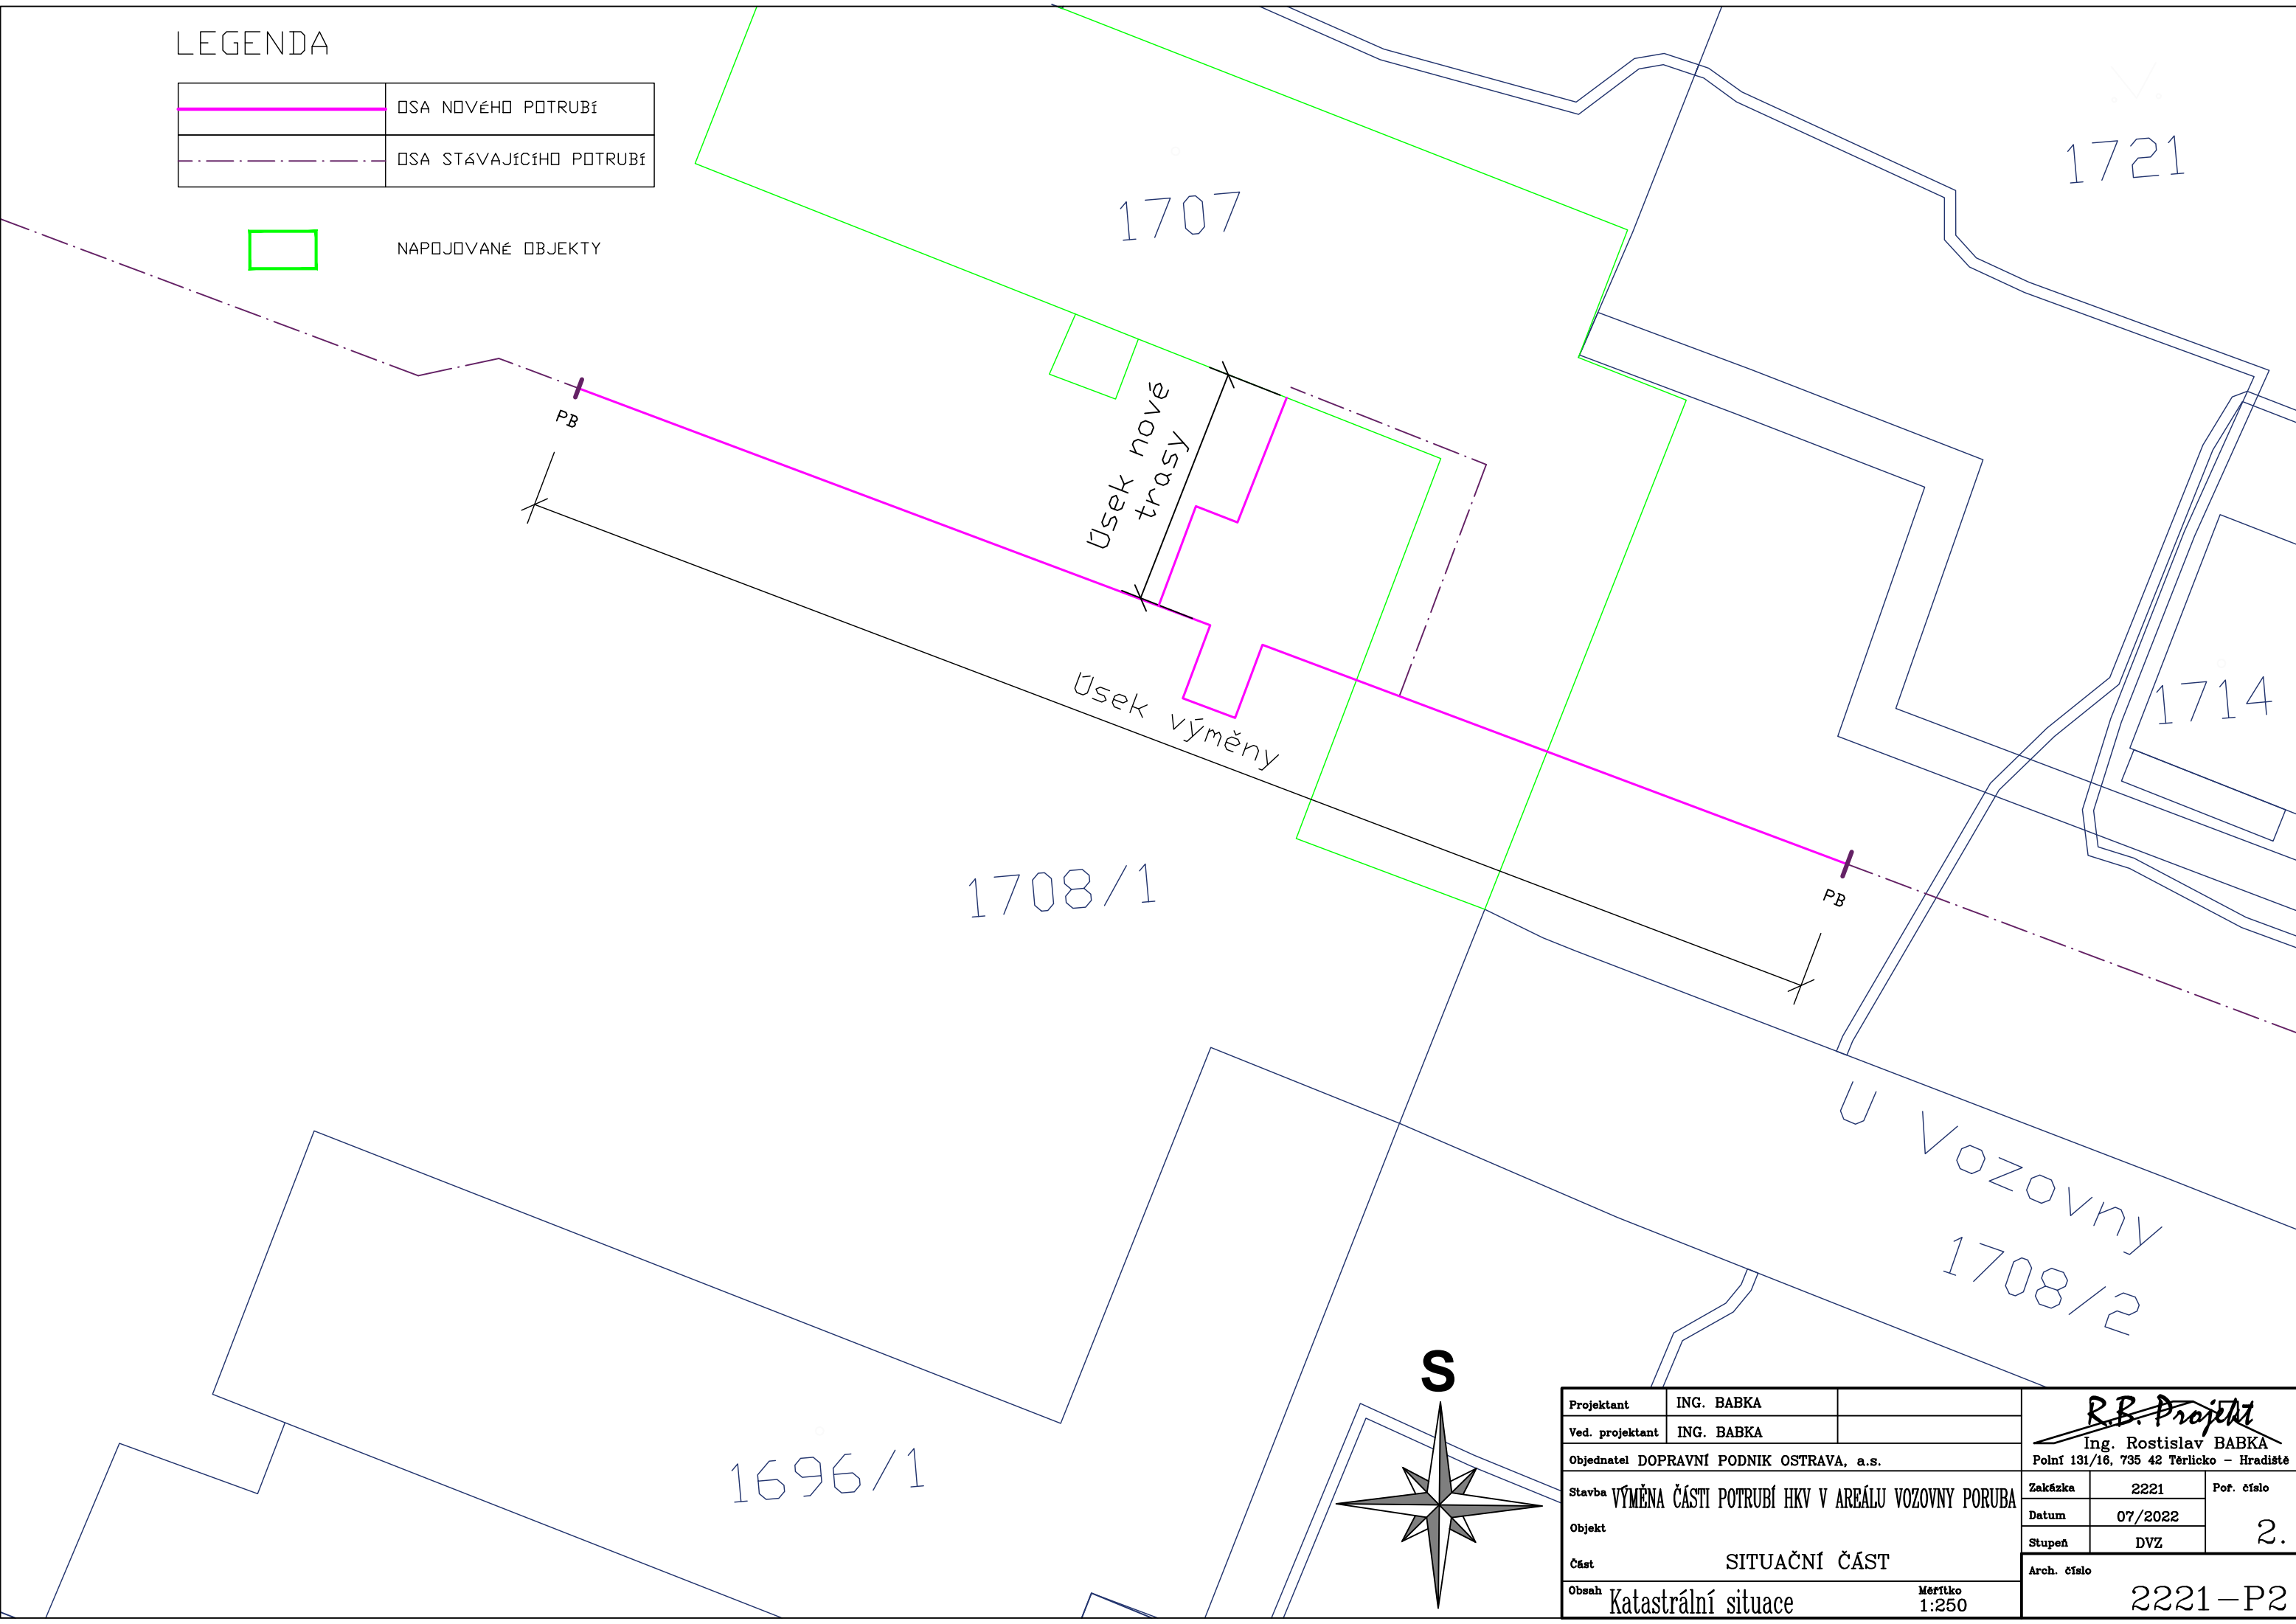 LEGENDA
OSA NOVÉHO POTRUBÍ
OSA STÁVAJÍCÍHO POTRUBÍ
NAPOJOVANÉ OBJEKTY
1707
1721
PB
Úsek nové
trasy
Úsek výměny
1714
1708/1
PB
U Vozovny
1708/2
1696/1
S
Projektant ING. BABKA
Ved. projektant ING. BABKA
Objednatel DOPRAVNÍ PODNIK OSTRAVA, a.s.
Stavba VÝMĚNA ČÁSTI POTRUBÍ HKV V AREÁLU VOZOVNY PORUBA
Objekt
Část SITUAČNÍ ČÁST
Obsah Katastrální situace
Měřítko
1:250
R.B. Projekt
Ing. Rostislav BABKA
Polní 131/16, 735 42 Těrlicko – Hradiště
Zakázka 2221
Datum 07/2022
Stupeň DVZ
Poř. číslo
2.
Arch. číslo
2221–P2